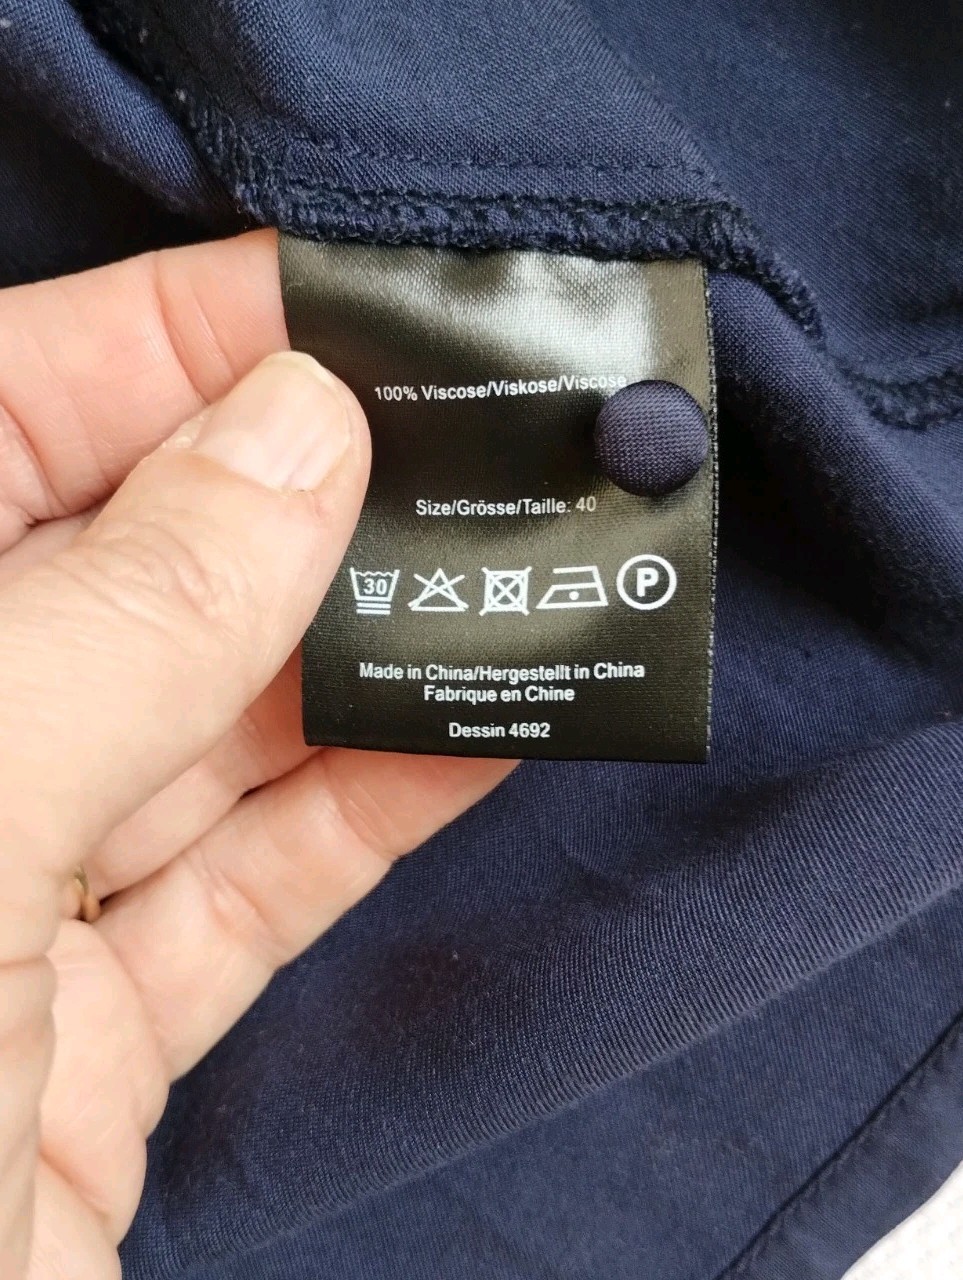 100% Viscose/Viskose/Viscose
Size/Grösse/Taille: 40
30 P
Made in China/Hergestellt in China
Fabrique en Chine
Dessin 4692